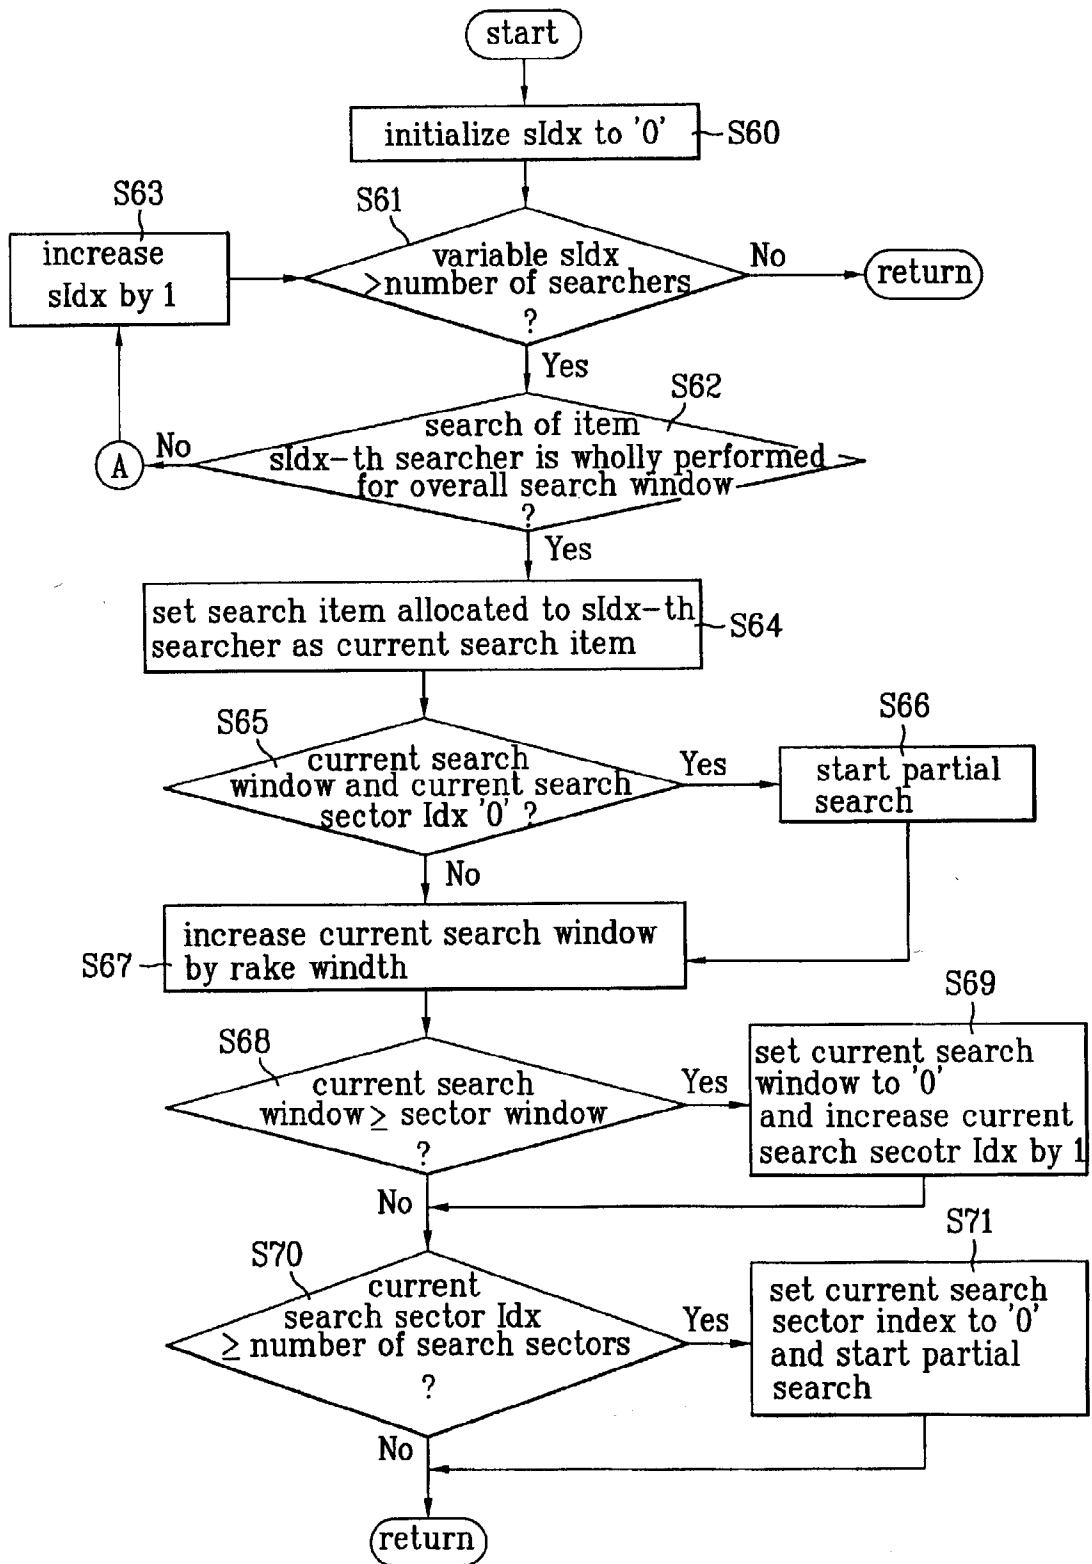 start
initialize sIdx to '0'
S60
S63
increase
sIdx by 1
S61
variable sIdx
>number of searchers
?
No
return
Yes
S62
search of item
sIdx-th searcher is wholly performed
for overall search window
?
No
A
Yes
set search item allocated to sIdx-th
searcher as current search item
S64
S65
current search
window and current search
sector Idx '0' ?
Yes
S66
start partial
search
No
S67
increase current search window
by rake windth
S68
current search
window≥ sector window
?
Yes
S69
set current search
window to '0'
and increase current
search secotr Idx by 1
No
S70
current
search sector Idx
≥ number of search sectors
?
Yes
S71
set current search
sector index to '0'
and start partial
search
No
return